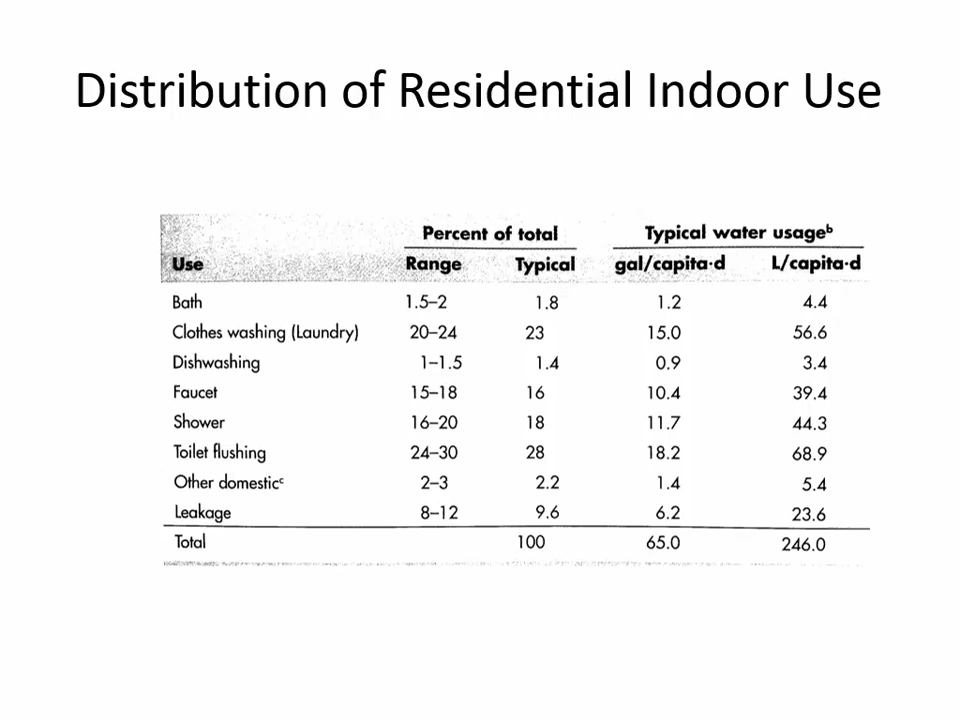 Distribution of Residential Indoor Use
Percent of total Typical water usageᵇ
Use Range Typical gal/capita·d L/capita·d
Bath 1.5–2 1.8 1.2 4.4
Clothes washing (Laundry) 20–24 23 15.0 56.6
Dishwashing 1–1.5 1.4 0.9 3.4
Faucet 15–18 16 10.4 39.4
Shower 16–20 18 11.7 44.3
Toilet flushing 24–30 28 18.2 68.9
Other domesticᶜ 2–3 2.2 1.4 5.4
Leakage 8–12 9.6 6.2 23.6
Total 100 65.0 246.0